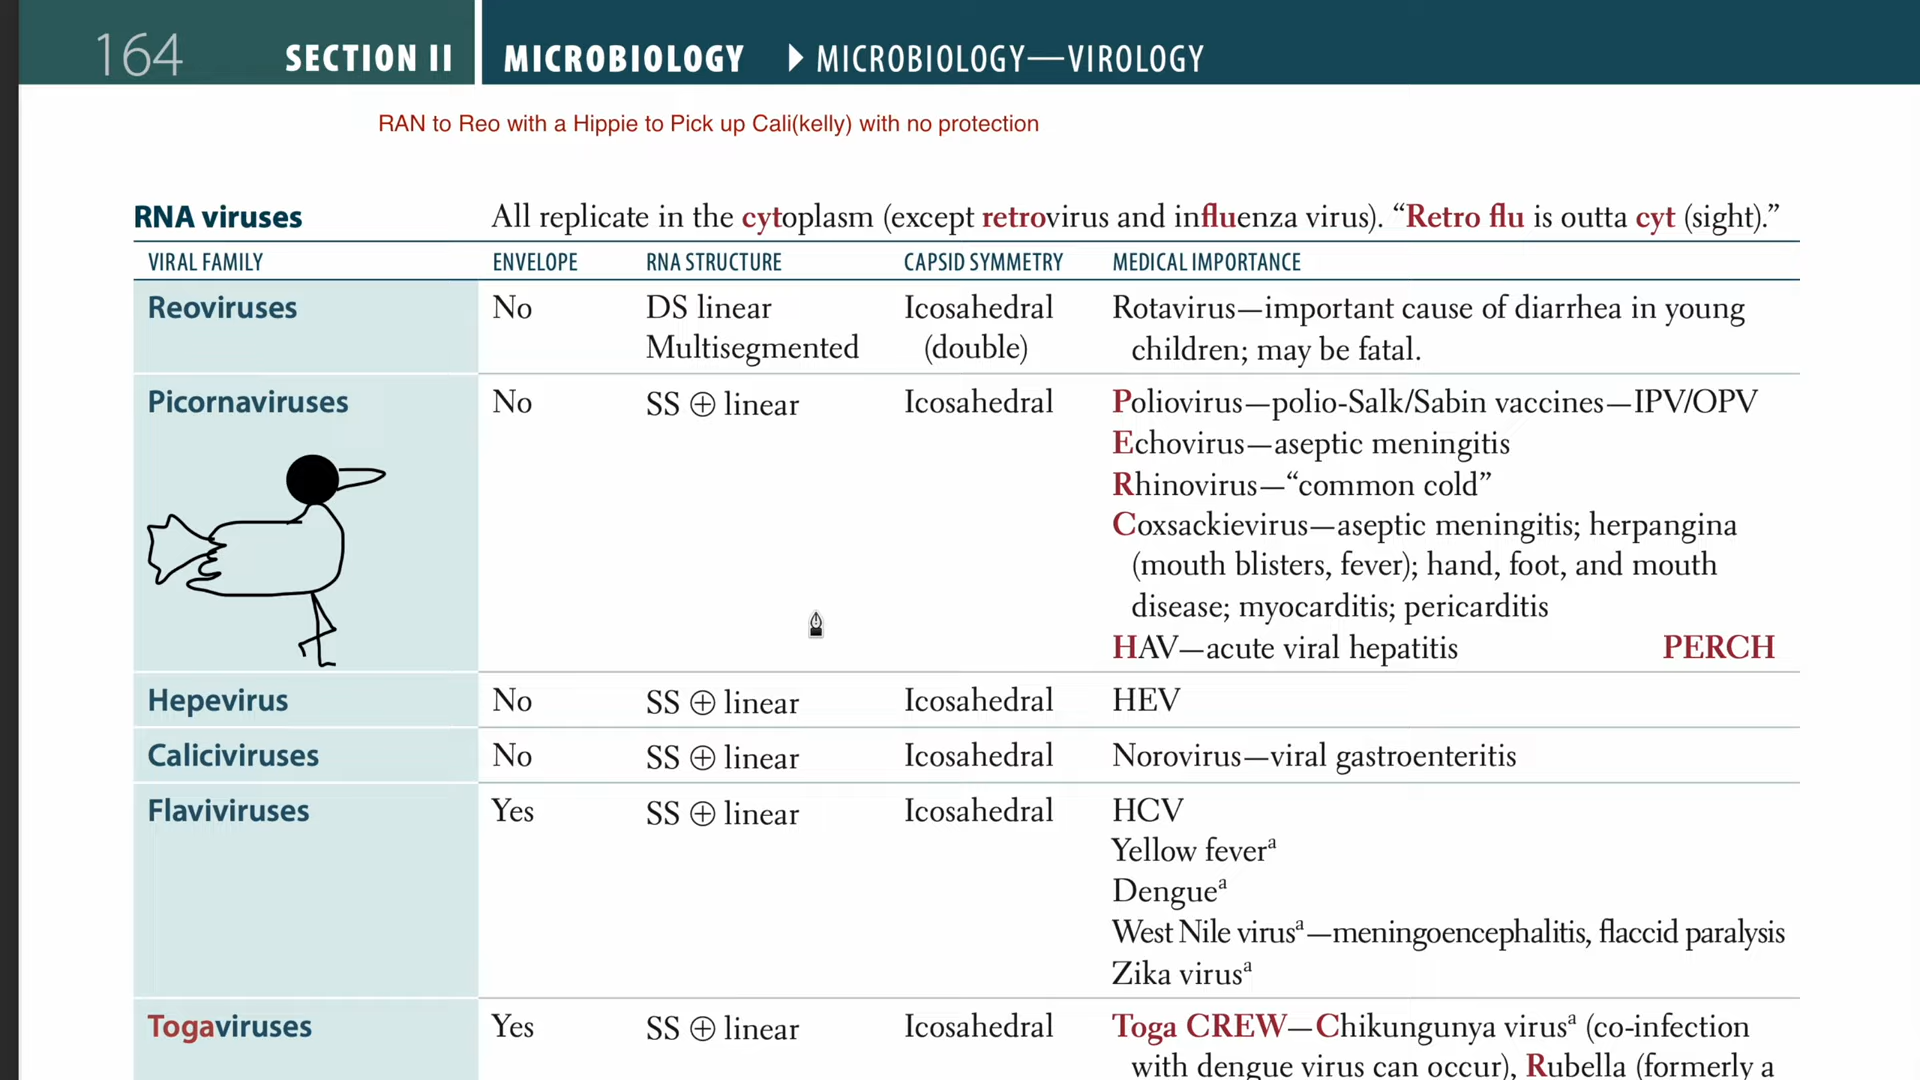 164 SECTION II MICROBIOLOGY ▶ MICROBIOLOGY—VIROLOGY
RAN to Reo with a Hippie to Pick up Cali(kelly) with no protection
RNA viruses All replicate in the cytoplasm (except retrovirus and influenza virus). “Retro flu is outta cyt (sight).”
VIRAL FAMILY ENVELOPE RNA STRUCTURE CAPSID SYMMETRY MEDICAL IMPORTANCE
Reoviruses No DS linear Icosahedral Rotavirus—important cause of diarrhea in young
Multisegmented (double) children; may be fatal.
Picornaviruses No SS ⊕ linear Icosahedral Poliovirus—polio-Salk/Sabin vaccines—IPV/OPV
Echovirus—aseptic meningitis
Rhinovirus—“common cold”
Coxsackievirus—aseptic meningitis; herpangina
(mouth blisters, fever); hand, foot, and mouth
disease; myocarditis; pericarditis
HAV—acute viral hepatitis PERCH
Hepevirus No SS ⊕ linear Icosahedral HEV
Caliciviruses No SS ⊕ linear Icosahedral Norovirus—viral gastroenteritis
Flaviviruses Yes SS ⊕ linear Icosahedral HCV
Yellow feverᵃ
Dengueᵃ
West Nile virusᵃ—meningoencephalitis, flaccid paralysis
Zika virusᵃ
Togaviruses Yes SS ⊕ linear Icosahedral Toga CREW—Chikungunya virusᵃ (co-infection
with dengue virus can occur), Rubella (formerly a